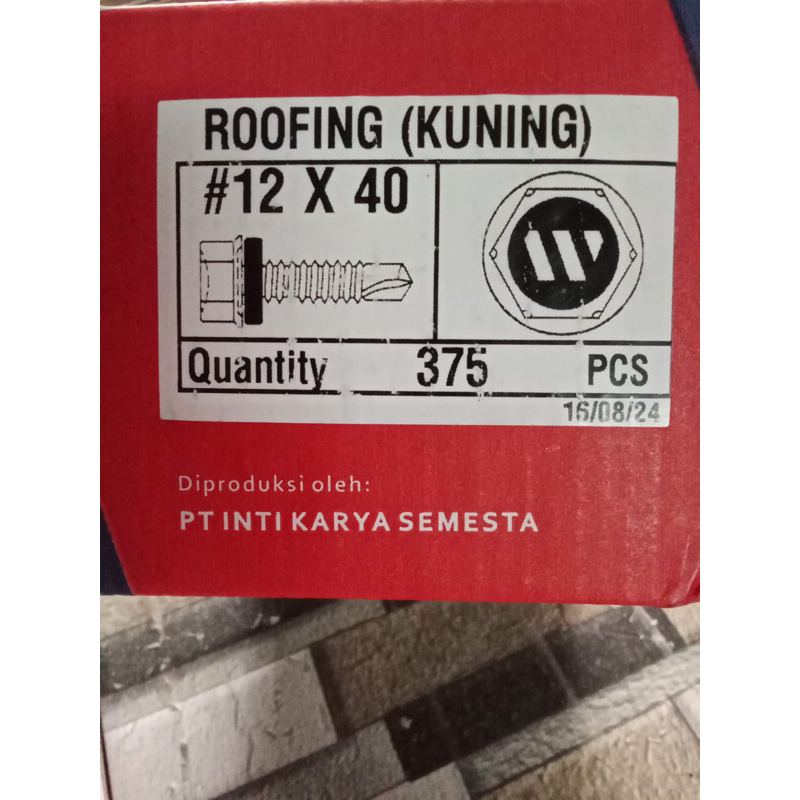 ROOFING (KUNING)
#12 X 40
W
Quantity 375 PCS
16/08/24
Diproduksi oleh:
PT INTI KARYA SEMESTA